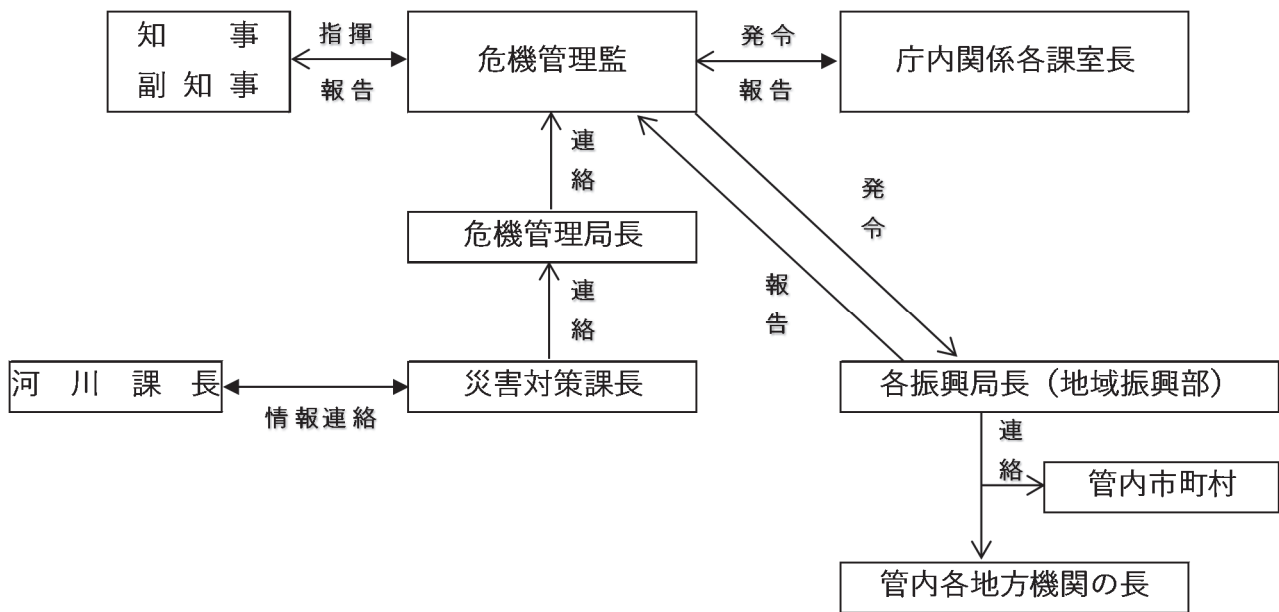 知事
副知事
指揮
報告
危機管理監
発令
報告
庁内関係各課室長
連絡
危機管理局長
連絡
発令
報告
河川課長
情報連絡
災害対策課長
各振興局長（地域振興部）
連絡
管内市町村
管内各地方機関の長